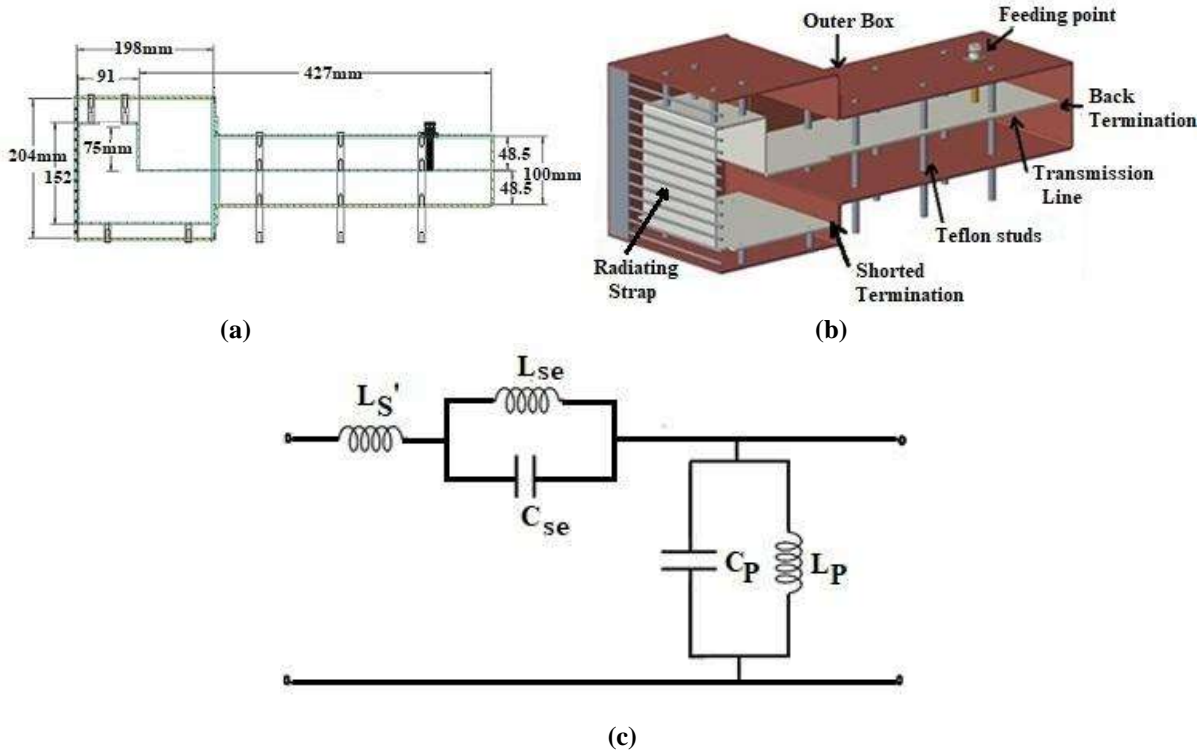 198mm
91
427mm
204mm
152
75mm
48.5
48.5
100mm
(a)
Outer Box
Feeding point
Back
Termination
Transmission
Line
Teflon studs
Shorted
Termination
Radiating
Strap
(b)
LS'
Lse
Cse
CP
LP
(c)